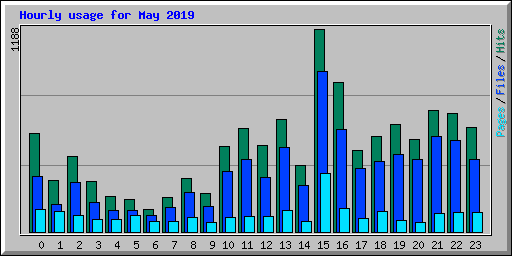 Hourly usage for May 2019
1188
Pages/Files/Hits
0 1 2 3 4 5 6 7 8 9 10 11 12 13 14 15 16 17 18 19 20 21 22 23